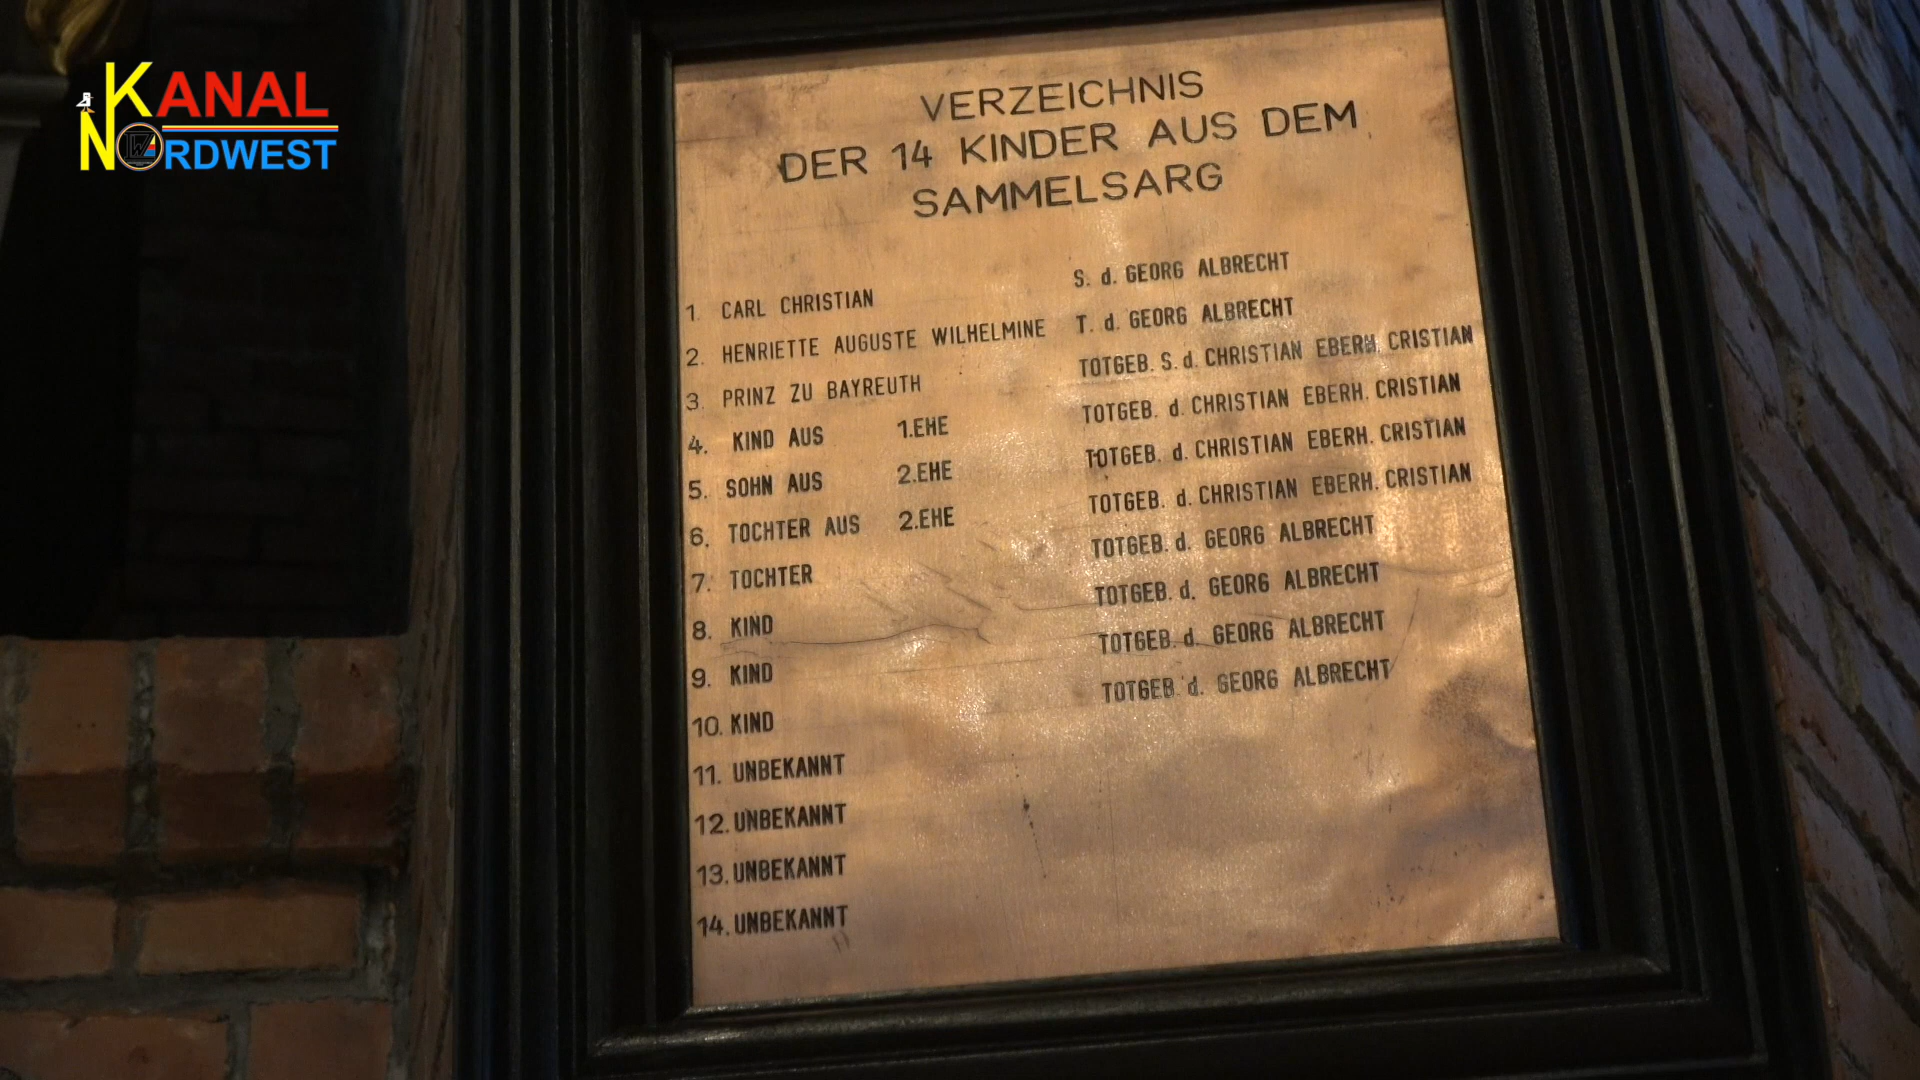 KANAL
NORDWEST
VERZEICHNIS
DER 14 KINDER AUS DEM
SAMMELSARG
1. CARL CHRISTIAN S. d. GEORG ALBRECHT
2. HENRIETTE AUGUSTE WILHELMINE T. d. GEORG ALBRECHT
3. PRINZ ZU BAYREUTH TOTGEB. S. d. CHRISTIAN EBERH. CRISTIAN
4. KIND AUS 1.EHE TOTGEB. d. CHRISTIAN EBERH. CRISTIAN
5. SOHN AUS 2.EHE TOTGEB. d. CHRISTIAN EBERH. CRISTIAN
6. TOCHTER AUS 2.EHE TOTGEB. d. CHRISTIAN EBERH. CRISTIAN
7. TOCHTER TOTGEB. d. GEORG ALBRECHT
8. KIND TOTGEB. d. GEORG ALBRECHT
9. KIND TOTGEB. d. GEORG ALBRECHT
10. KIND TOTGEB. d. GEORG ALBRECHT
11. UNBEKANNT
12. UNBEKANNT
13. UNBEKANNT
14. UNBEKANNT